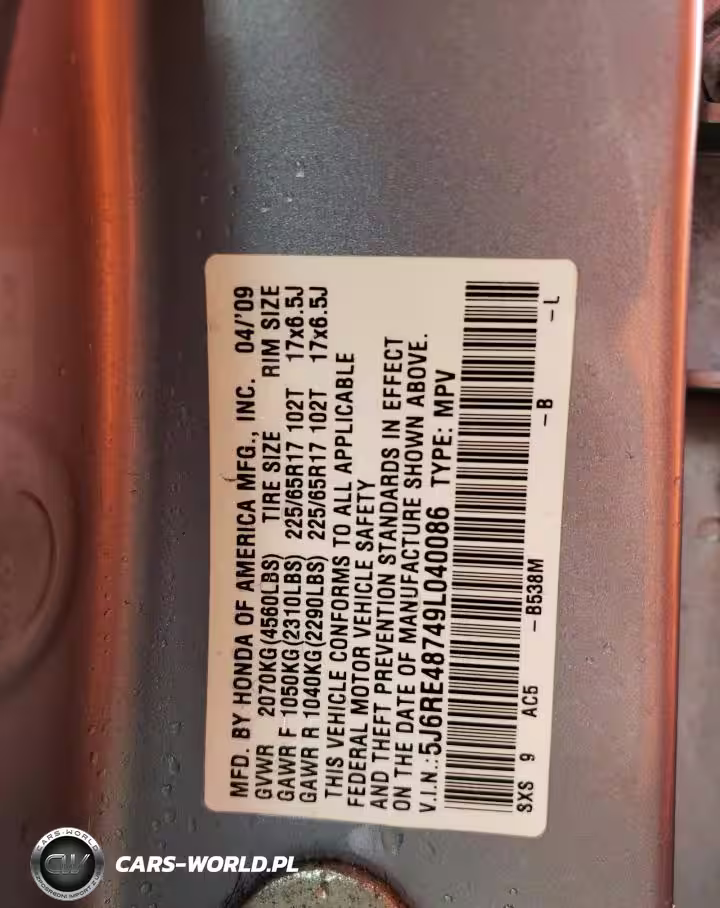 MFD. BY HONDA OF AMERICA MFG., INC. 04/'09
GVWR 2070KG(4560LBS) TIRE SIZE RIM SIZE
GAWR F 1050KG(2310LBS) 225/65R17 102T 17x6.5J
GAWR R 1040KG(2290LBS) 225/65R17 102T 17x6.5J
THIS VEHICLE CONFORMS TO ALL APPLICABLE
FEDERAL MOTOR VEHICLE SAFETY
AND THEFT PREVENTION STANDARDS IN EFFECT
ON THE DATE OF MANUFACTURE SHOWN ABOVE.
V.I.N.:5J6RE48749L040086 TYPE: MPV
SXS 9 AC5 -B538M -B -L
CARS-WORLD
CW
CARS-WORLD.PL